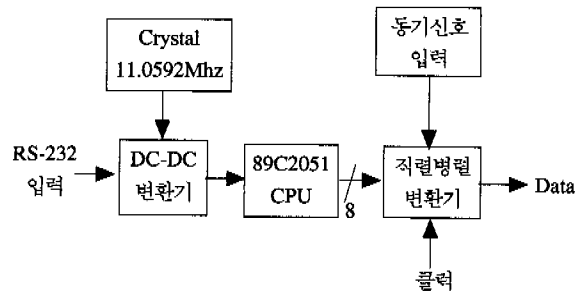 Crystal
11.0592Mhz
동기신호
입력
RS-232
입력
DC-DC
변환기
89C2051
CPU
8
직렬병렬
변환기
Data
클럭